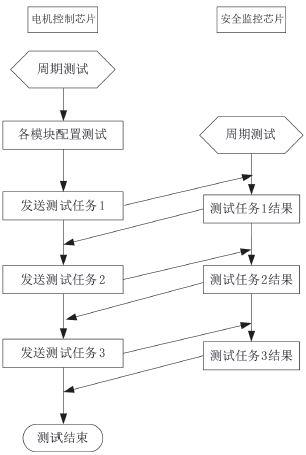 电机控制芯片
安全监控芯片
周期测试
各模块配置测试
周期测试
发送测试任务1
测试任务1结果
发送测试任务2
测试任务2结果
发送测试任务3
测试任务3结果
测试结束